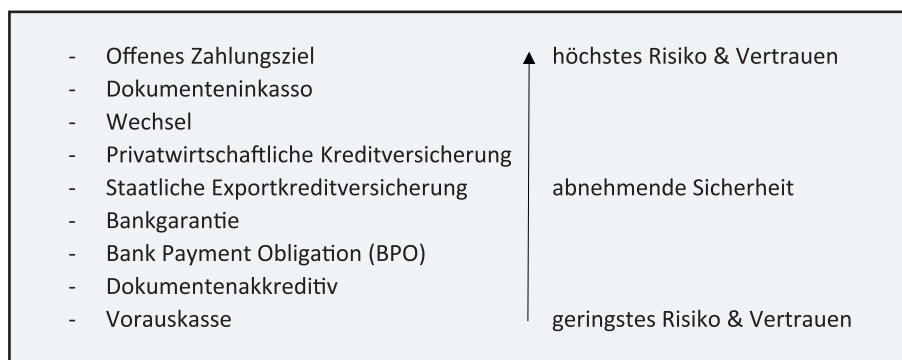 - Offenes Zahlungsziel höchstes Risiko & Vertrauen
- Dokumenteninkasso
- Wechsel
- Privatwirtschaftliche Kreditversicherung
- Staatliche Exportkreditversicherung abnehmende Sicherheit
- Bankgarantie
- Bank Payment Obligation (BPO)
- Dokumentenakkreditiv
- Vorauskasse geringstes Risiko & Vertrauen